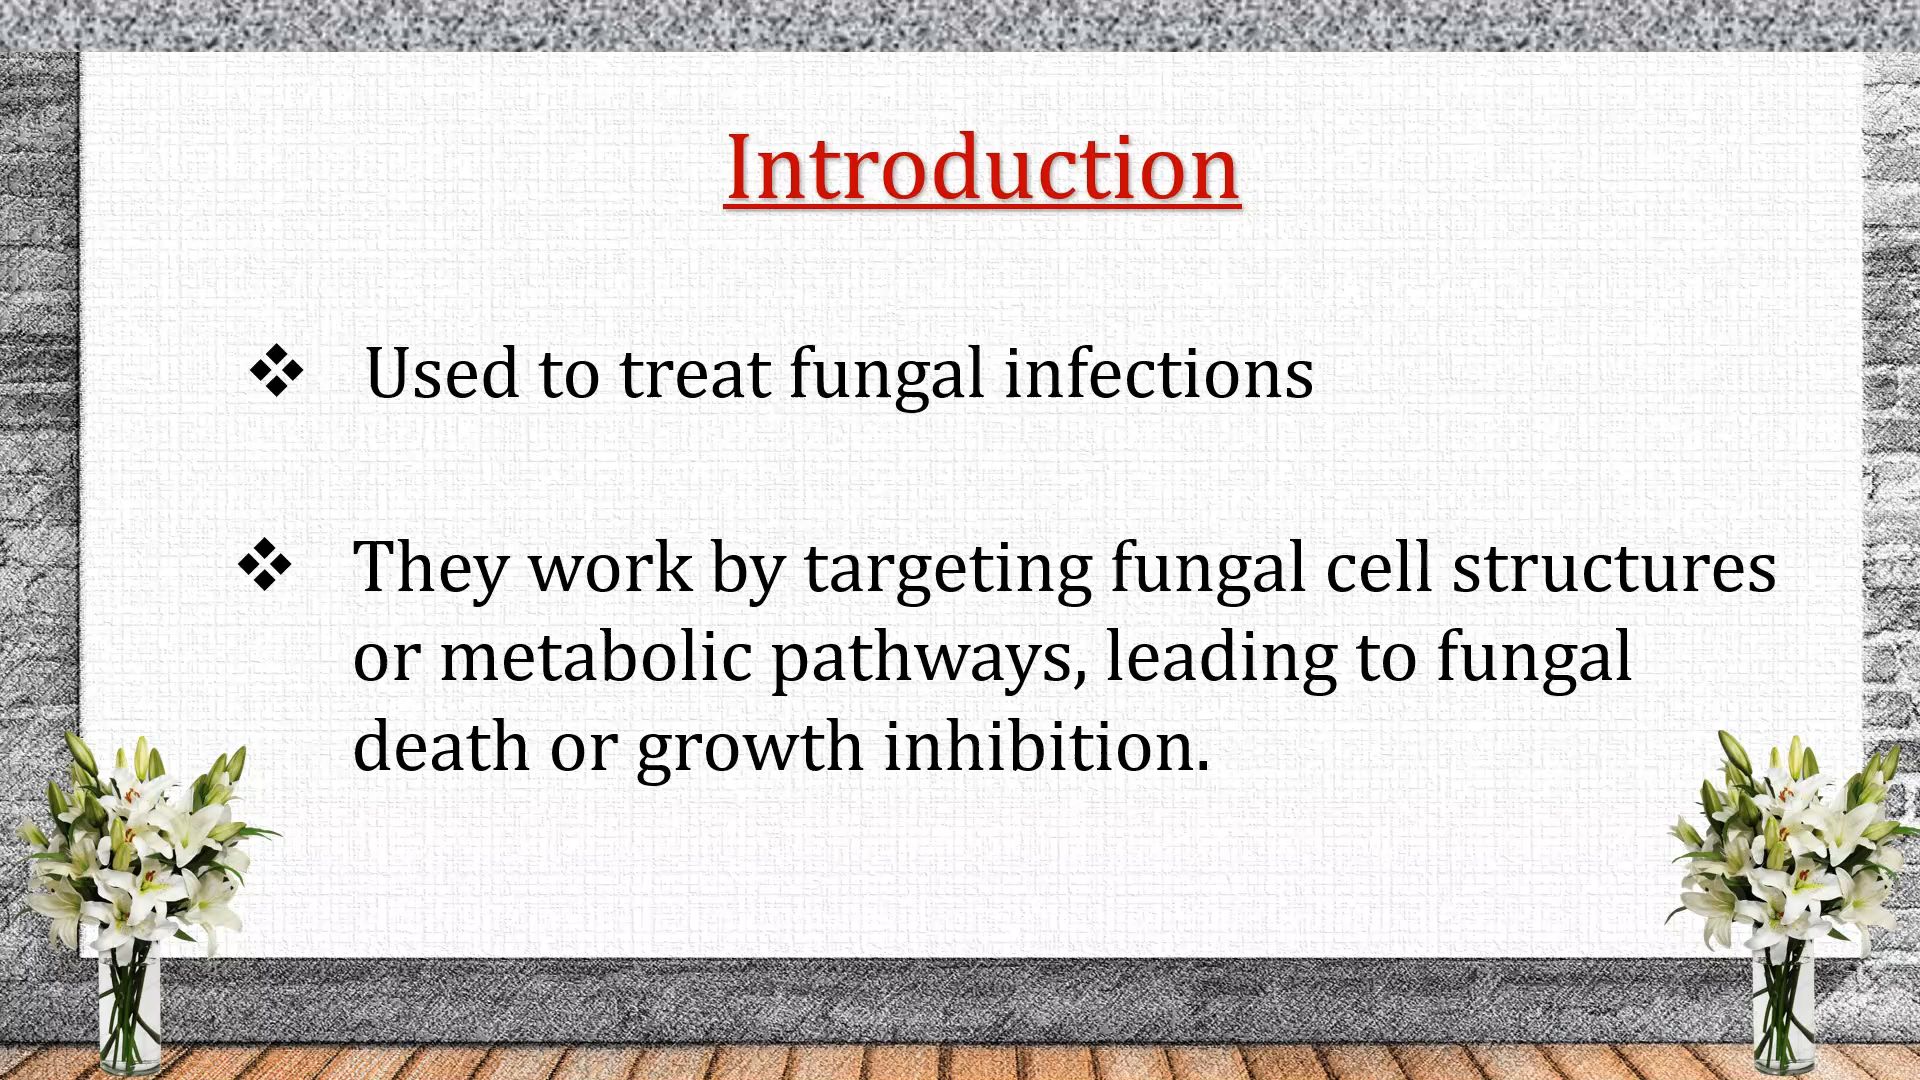 Introduction
❖ Used to treat fungal infections
❖ They work by targeting fungal cell structures
or metabolic pathways, leading to fungal
death or growth inhibition.